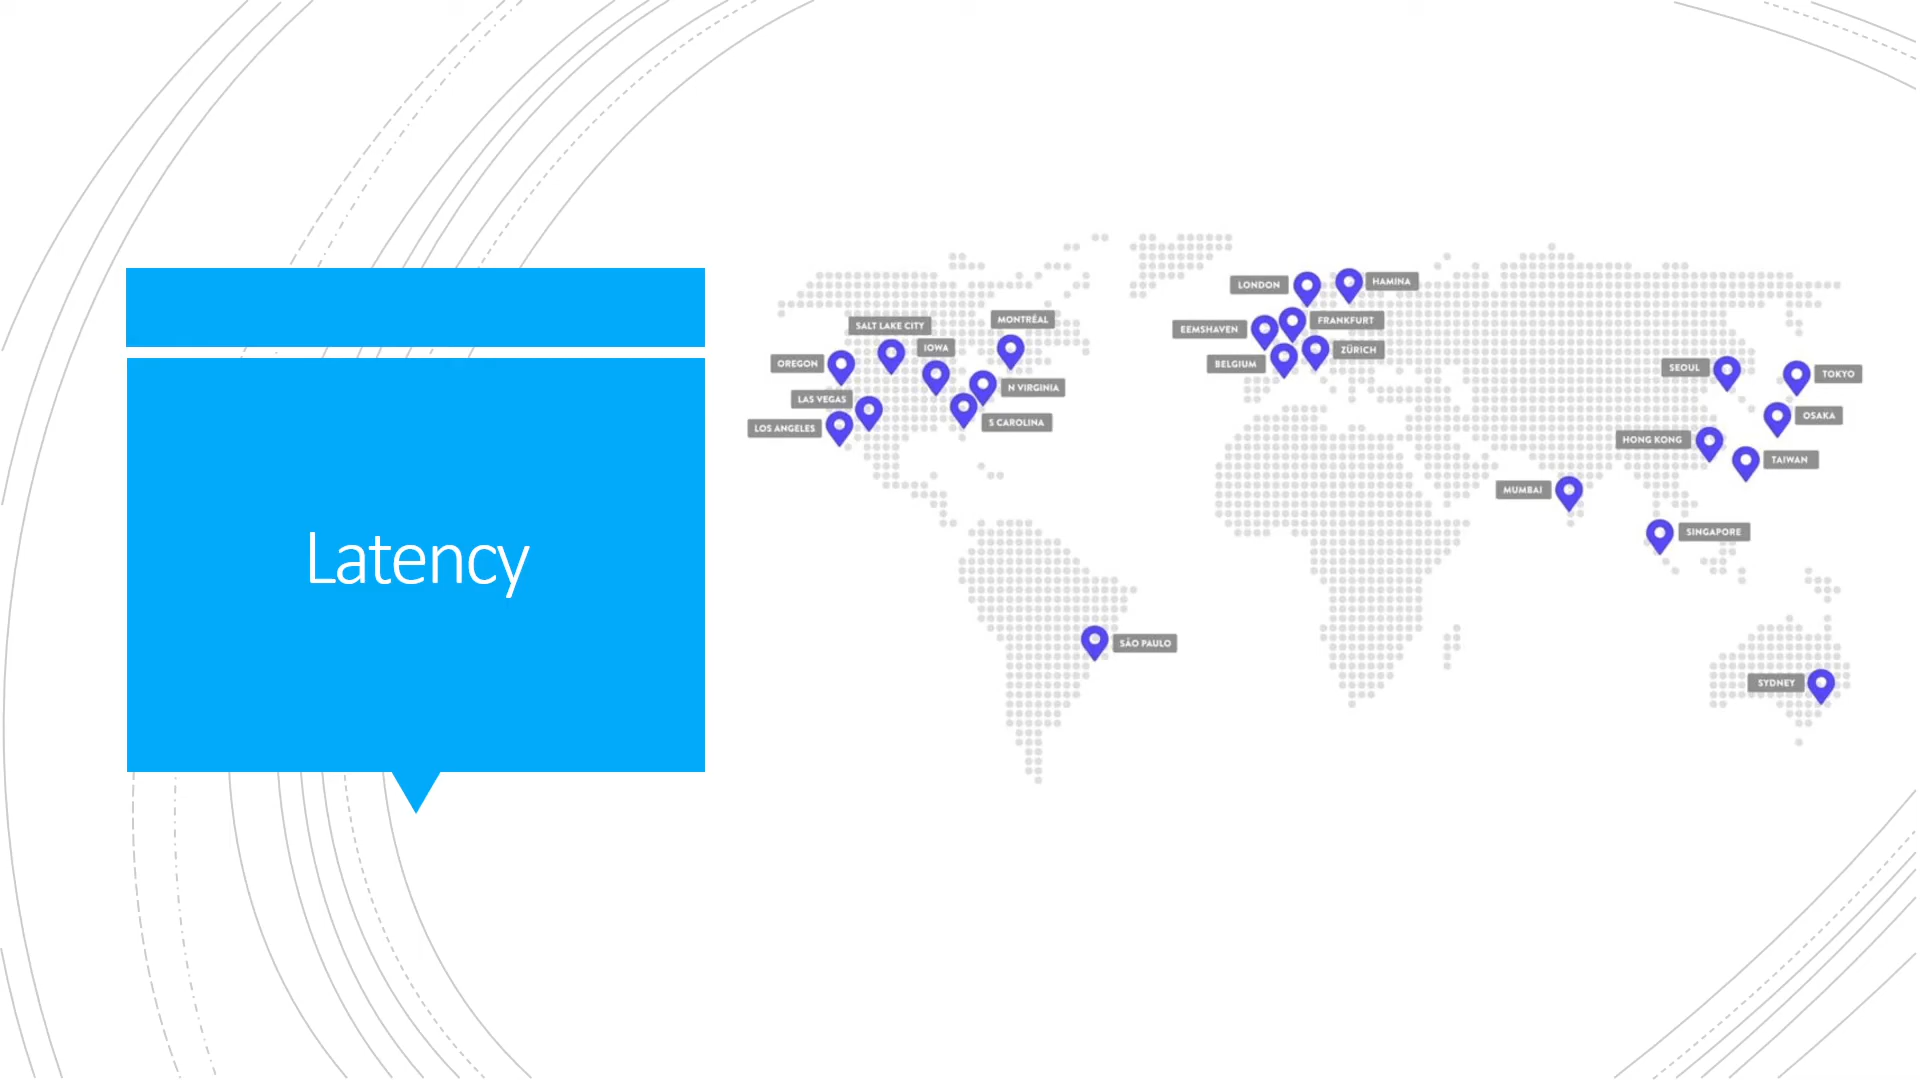 Latency
LONDON
HAMINA
EEMSHAVEN
FRANKFURT
BELGIUM
ZÜRICH
SALT LAKE CITY
MONTRÉAL
IOWA
OREGON
N VIRGINIA
LAS VEGAS
S CAROLINA
LOS ANGELES
SEOUL
TOKYO
OSAKA
HONG KONG
TAIWAN
MUMBAI
SINGAPORE
SÃO PAULO
SYDNEY